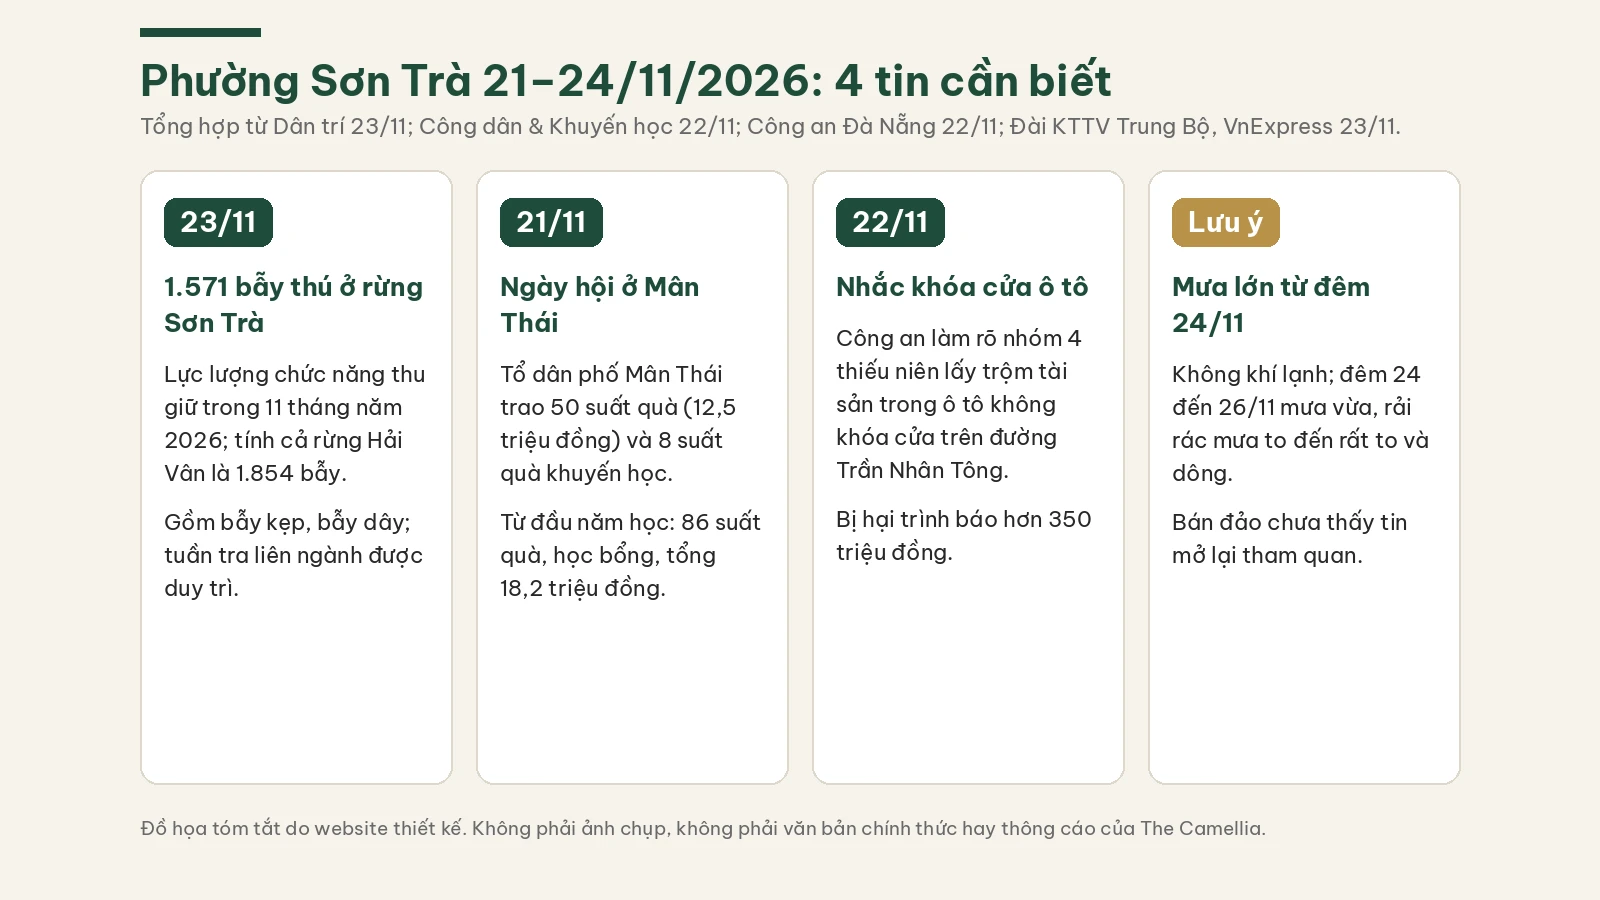 Phường Sơn Trà 21–24/11/2026: 4 tin cần biết
Tổng hợp từ Dân trí 23/11; Công dân & Khuyến học 22/11; Công an Đà Nẵng 22/11; Đài KTTV Trung Bộ, VnExpress 23/11.
23/11
1.571 bẫy thú ở rừng
Sơn Trà
Lực lượng chức năng thu
giữ trong 11 tháng năm
2026; tính cả rừng Hải
Vân là 1.854 bẫy.
Gồm bẫy kẹp, bẫy dây;
tuần tra liên ngành được
duy trì.
21/11
Ngày hội ở Mân
Thái
Tổ dân phố Mân Thái
trao 50 suất quà (12,5
triệu đồng) và 8 suất
quà khuyến học.
Từ đầu năm học: 86 suất
quà, học bổng, tổng
18,2 triệu đồng.
22/11
Nhắc khóa cửa ô tô
Công an làm rõ nhóm 4
thiếu niên lấy trộm tài
sản trong ô tô không
khóa cửa trên đường
Trần Nhân Tông.
Bị hại trình báo hơn 350
triệu đồng.
Lưu ý
Mưa lớn từ đêm
24/11
Không khí lạnh; đêm 24
đến 26/11 mưa vừa, rải
rác mưa to đến rất to và
dông.
Bán đảo chưa thấy tin
mở lại tham quan.
Đồ họa tóm tắt do website thiết kế. Không phải ảnh chụp, không phải văn bản chính thức hay thông cáo của The Camellia.